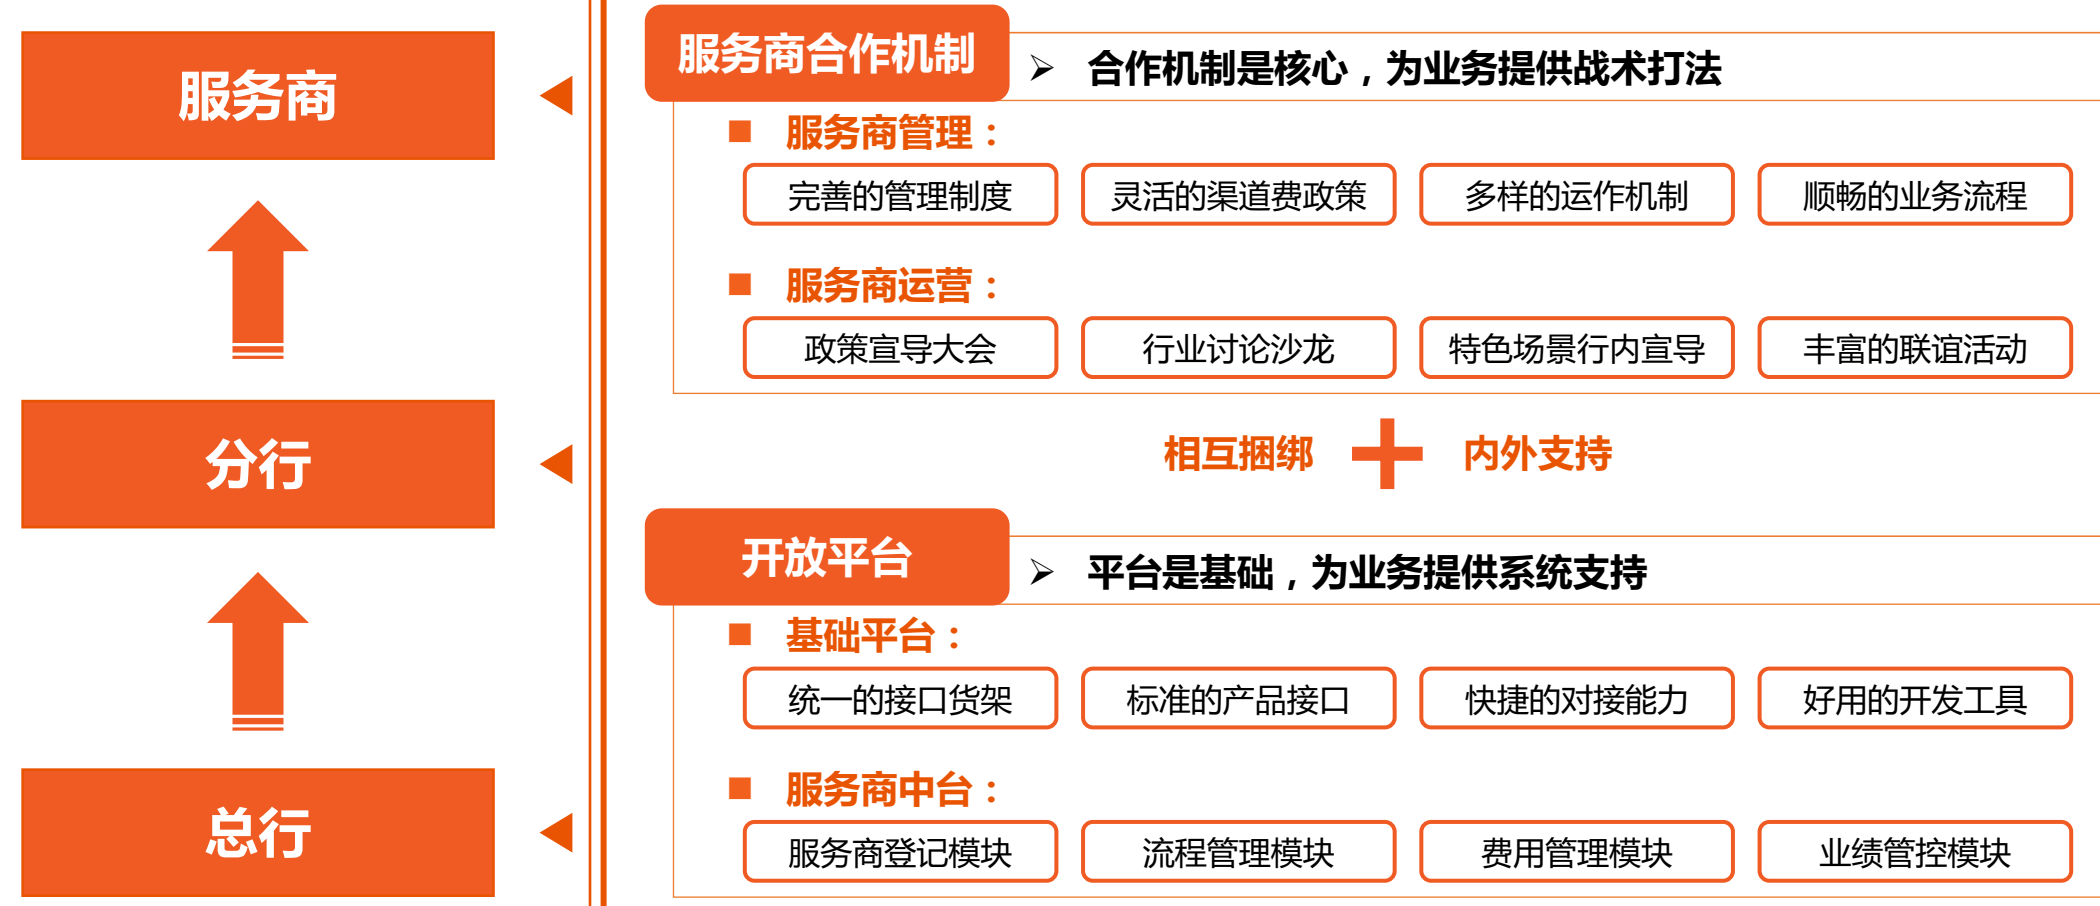 服务商
分行
总行
服务商合作机制
➢ 合作机制是核心，为业务提供战术打法
■ 服务商管理：
完善的管理制度
灵活的渠道费政策
多样的运作机制
顺畅的业务流程
■ 服务商运营：
政策宣导大会
行业讨论沙龙
特色场景行内宣导
丰富的联谊活动
相互捆绑
内外支持
开放平台
➢ 平台是基础，为业务提供系统支持
■ 基础平台：
统一的接口货架
标准的产品接口
快捷的对接能力
好用的开发工具
■ 服务商中台：
服务商登记模块
流程管理模块
费用管理模块
业绩管控模块